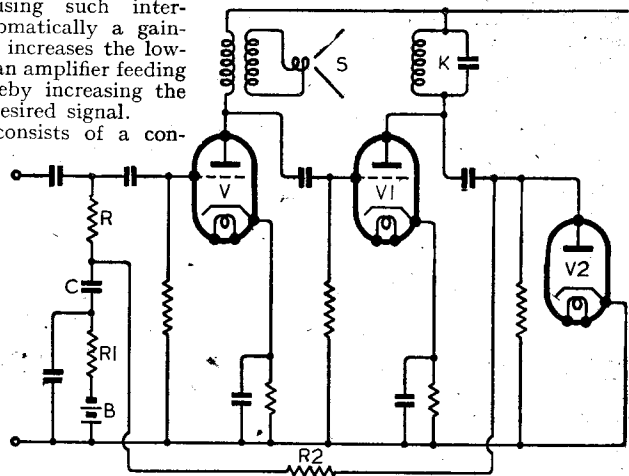 using such inter-
omatically a gain-
increases the low-
an amplifier feeding
eby increasing the
esired signal.
consists of a con-
S
K
V
V1
R
C
V2
R1
B
R2